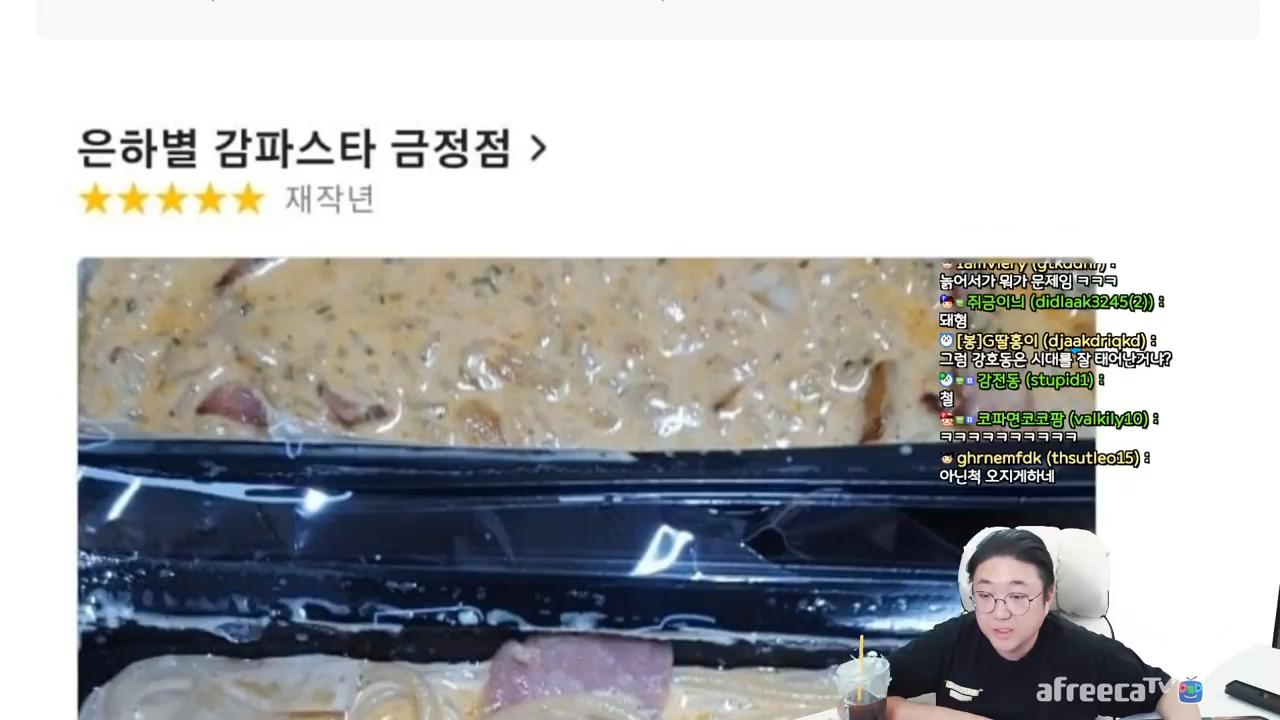 은하별 감파스타 금정점 >
재작년
늙어서가 뭐가 문제임 ㅋㅋㅋ
쥐금이늬 (didlaak3245(2)) :
돼형
[봉]G딸홍이 (djaakdriqkd) :
그럼 강호동은 시대를 잘 태어난거냐?
감전동 (stupid1) :
철
코파면코코팜 (valkily10) :
ㅋㅋㅋㅋㅋㅋㅋㅋㅋㅋ
ghrnemfdk (thsutleo15) :
아닌척 오지게하네
afreecaTV